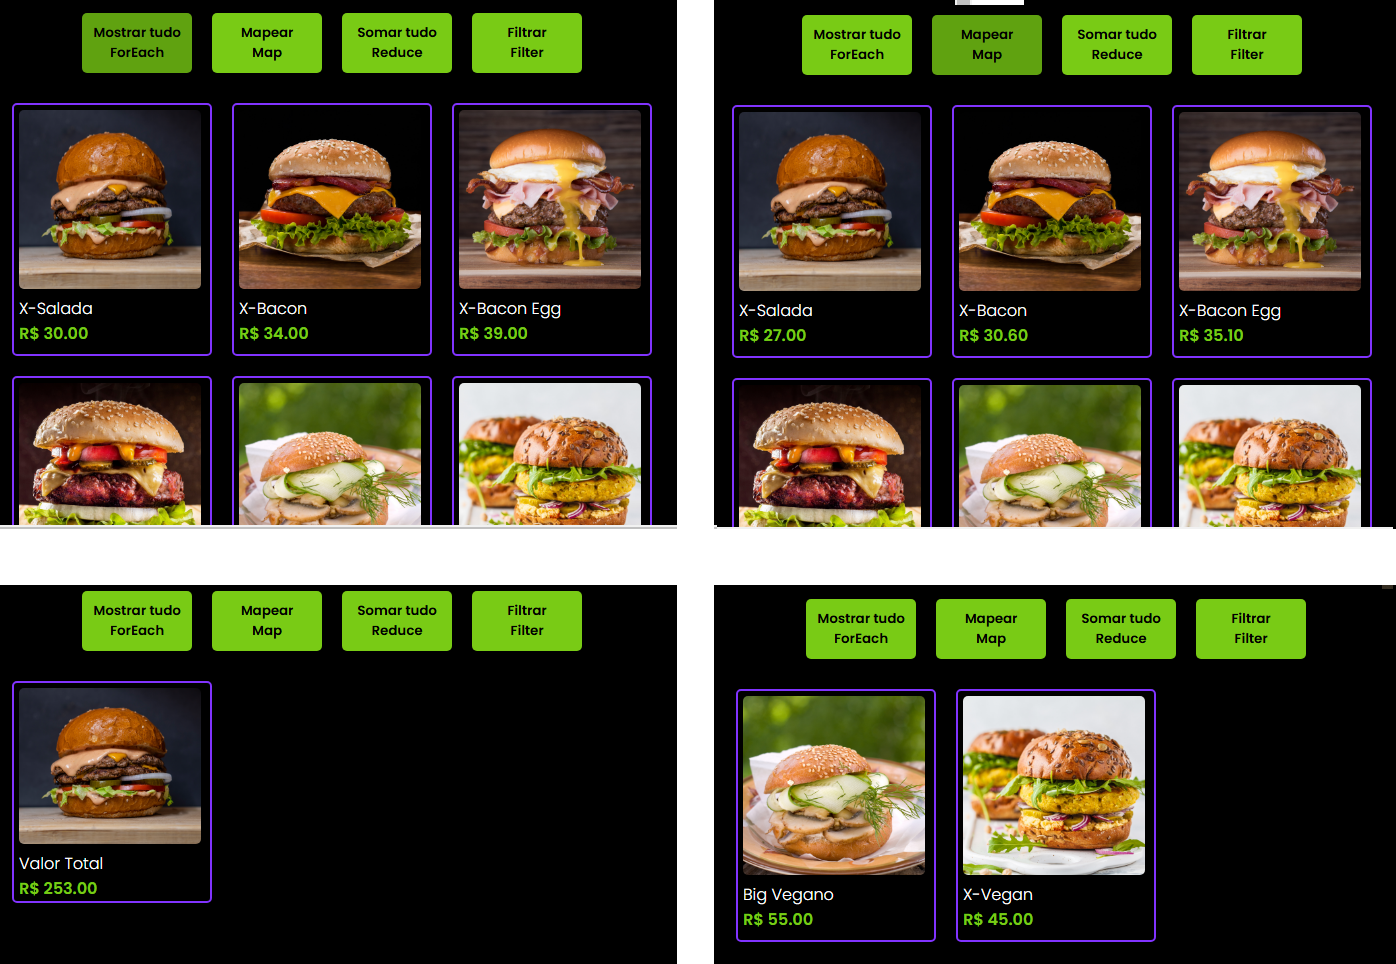 Mostrar tudo
ForEach
Mapear
Map
Somar tudo
Reduce
Filtrar
Filter
X-Salada
R$ 30.00
X-Bacon
R$ 34.00
X-Bacon Egg
R$ 39.00
Mostrar tudo
ForEach
Mapear
Map
Somar tudo
Reduce
Filtrar
Filter
X-Salada
R$ 27.00
X-Bacon
R$ 30.60
X-Bacon Egg
R$ 35.10
Mostrar tudo
ForEach
Mapear
Map
Somar tudo
Reduce
Filtrar
Filter
Valor Total
R$ 253.00
Mostrar tudo
ForEach
Mapear
Map
Somar tudo
Reduce
Filtrar
Filter
Big Vegano
R$ 55.00
X-Vegan
R$ 45.00